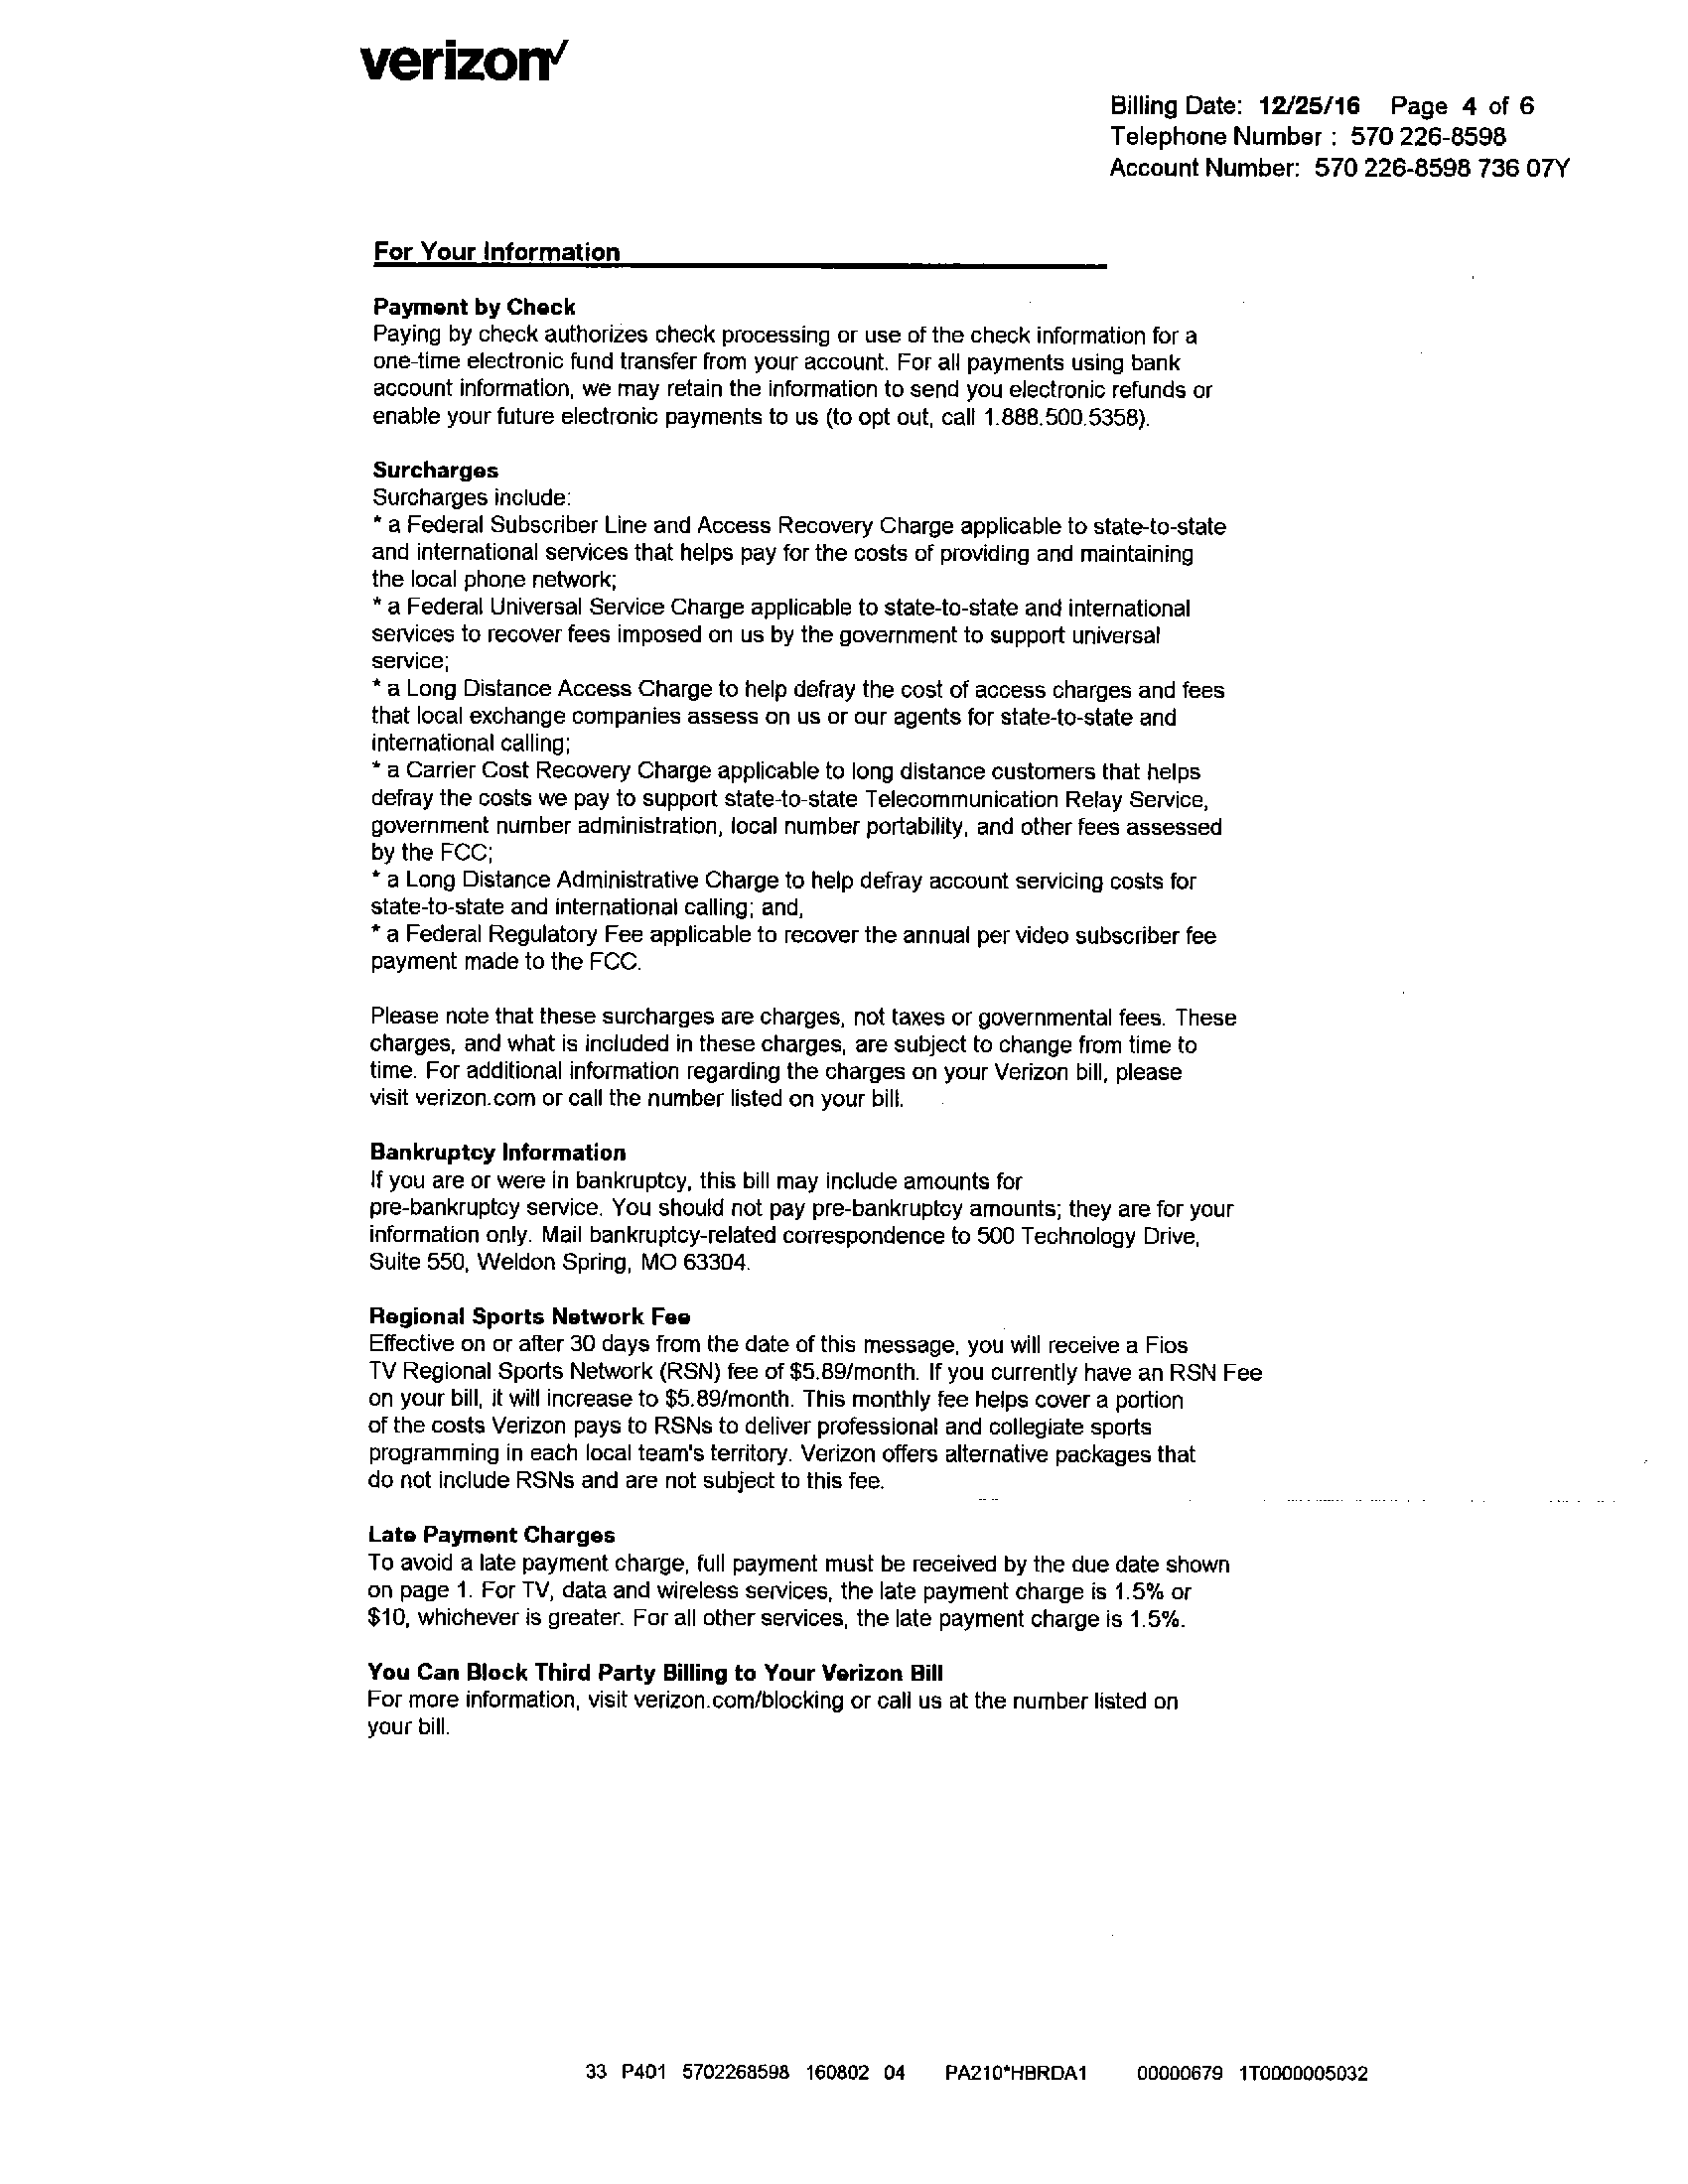 verizon
Billing Date: 12/25/16 Page 4 of 6
Telephone Number : 570 226-8598
Account Number: 570 226-8598 736 07Y
For Your Information
Payment by Check
Paying by check authorizes check processing or use of the check information for a
one-time electronic fund transfer from your account. For all payments using bank
account information, we may retain the information to send you electronic refunds or
enable your future electronic payments to us (to opt out, call 1.888.500.5358).
Surcharges
Surcharges include:
* a Federal Subscriber Line and Access Recovery Charge applicable to state-to-state
and international services that helps pay for the costs of providing and maintaining
the local phone network;
* a Federal Universal Service Charge applicable to state-to-state and international
services to recover fees imposed on us by the government to support universal
service;
* a Long Distance Access Charge to help defray the cost of access charges and fees
that local exchange companies assess on us or our agents for state-to-state and
international calling;
* a Carrier Cost Recovery Charge applicable to long distance customers that helps
defray the costs we pay to support state-to-state Telecommunication Relay Service,
government number administration, local number portability, and other fees assessed
by the FCC;
* a Long Distance Administrative Charge to help defray account servicing costs for
state-to-state and international calling; and,
* a Federal Regulatory Fee applicable to recover the annual per video subscriber fee
payment made to the FCC.
Please note that these surcharges are charges, not taxes or governmental fees. These
charges, and what is included in these charges, are subject to change from time to
time. For additional information regarding the charges on your Verizon bill, please
visit verizon.com or call the number listed on your bill.
Bankruptcy Information
If you are or were in bankruptcy, this bill may include amounts for
pre-bankruptcy service. You should not pay pre-bankruptcy amounts; they are for your
information only. Mail bankruptcy-related correspondence to 500 Technology Drive,
Suite 550, Weldon Spring, MO 63304.
Regional Sports Network Fee
Effective on or after 30 days from the date of this message, you will receive a Fios
TV Regional Sports Network (RSN) fee of $5.89/month. If you currently have an RSN Fee
on your bill, it will increase to $5.89/month. This monthly fee helps cover a portion
of the costs Verizon pays to RSNs to deliver professional and collegiate sports
programming in each local team's territory. Verizon offers alternative packages that
do not include RSNs and are not subject to this fee.
Late Payment Charges
To avoid a late payment charge, full payment must be received by the due date shown
on page 1. For TV, data and wireless services, the late payment charge is 1.5% or
$10, whichever is greater. For all other services, the late payment charge is 1.5%.
You Can Block Third Party Billing to Your Verizon Bill
For more information, visit verizon.com/blocking or call us at the number listed on
your bill.
33 P401 5702268598 160802 04 PA210*HBRDA1 00000679 1T0000005032